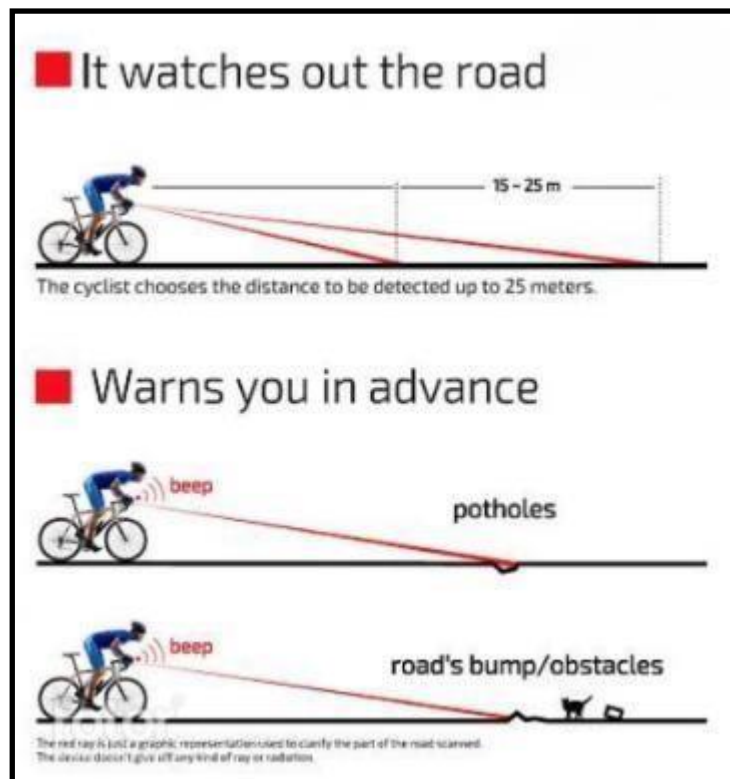 It watches out the road
15 - 25 m
The cyclist chooses the distance to be detected up to 25 meters.
Warns you in advance
beep
potholes
beep
road's bump/obstacles
The red ray is just a graphic representation used to clarify the part of the road scanned.
The device doesn't give off any kind of ray or radiation.